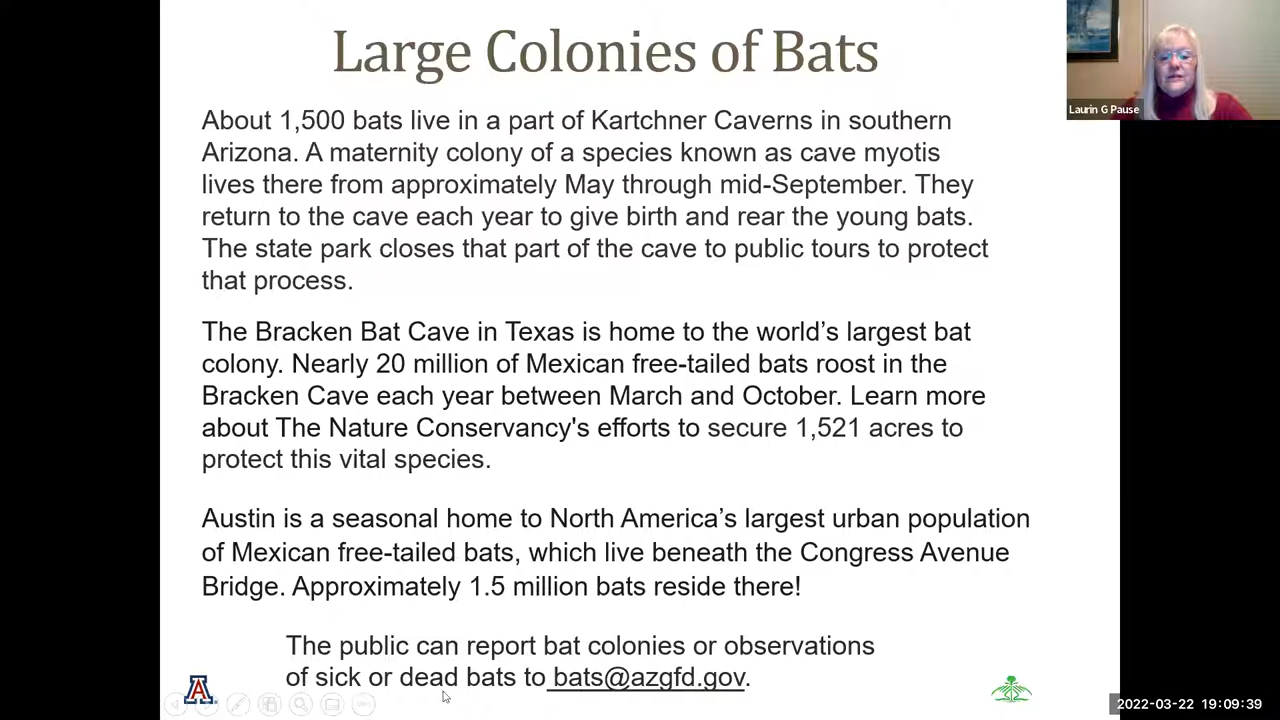 Large Colonies of Bats
Laurin G Pause
About 1,500 bats live in a part of Kartchner Caverns in southern
Arizona. A maternity colony of a species known as cave myotis
lives there from approximately May through mid-September. They
return to the cave each year to give birth and rear the young bats.
The state park closes that part of the cave to public tours to protect
that process.
The Bracken Bat Cave in Texas is home to the world’s largest bat
colony. Nearly 20 million of Mexican free-tailed bats roost in the
Bracken Cave each year between March and October. Learn more
about The Nature Conservancy's efforts to secure 1,521 acres to
protect this vital species.
Austin is a seasonal home to North America’s largest urban population
of Mexican free-tailed bats, which live beneath the Congress Avenue
Bridge. Approximately 1.5 million bats reside there!
The public can report bat colonies or observations
of sick or dead bats to bats@azgfd.gov.
A
2022-03-22 19:09:39